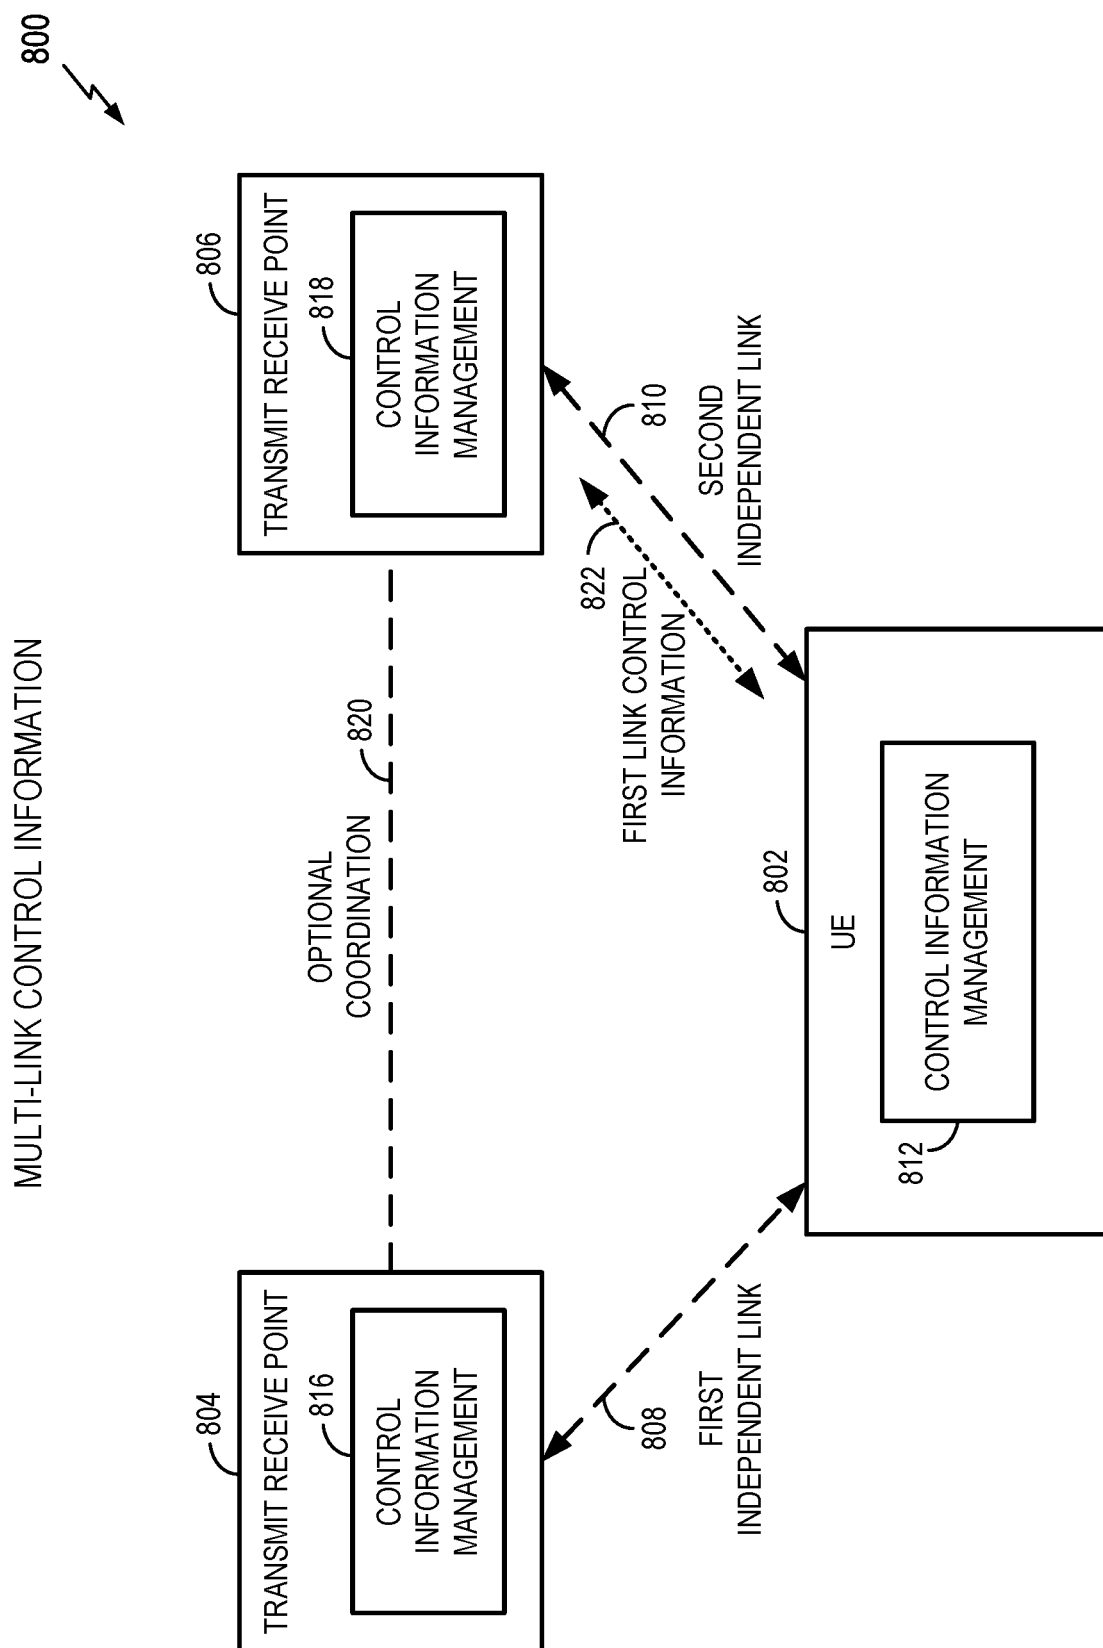 MULTI-LINK CONTROL INFORMATION
800
804
TRANSMIT RECEIVE POINT
816
CONTROL
INFORMATION
MANAGEMENT
OPTIONAL
COORDINATION
820
806
TRANSMIT RECEIVE POINT
818
CONTROL
INFORMATION
MANAGEMENT
808
FIRST
INDEPENDENT LINK
822
FIRST LINK CONTROL
INFORMATION
810
SECOND
INDEPENDENT LINK
802
UE
812
CONTROL INFORMATION
MANAGEMENT